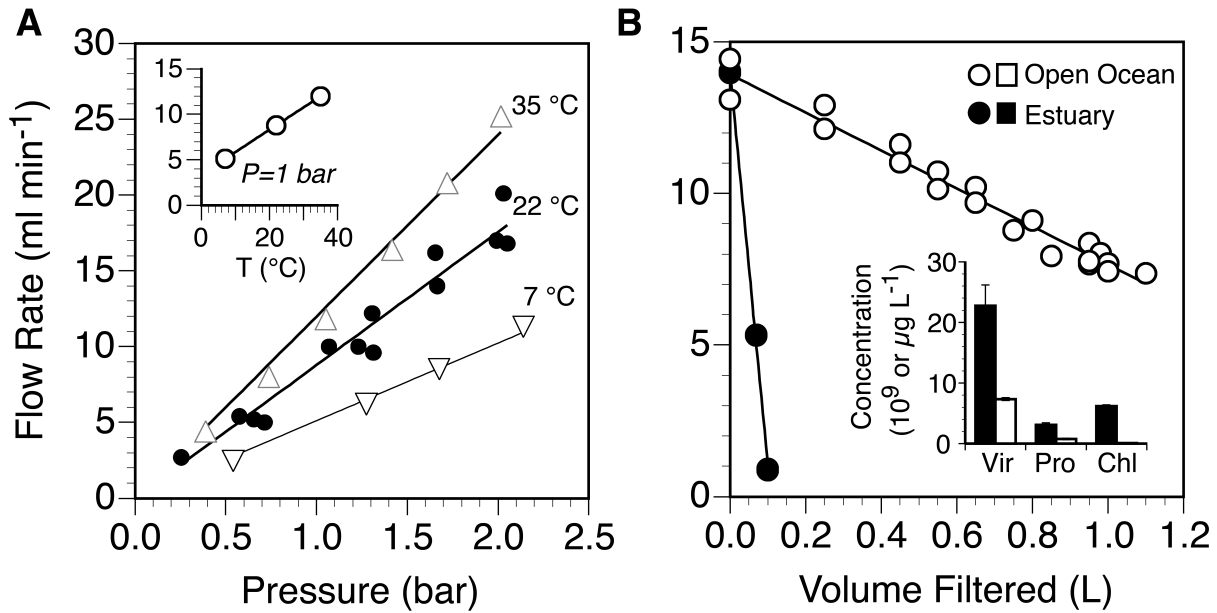 A
30
25
20
15
10
5
0
Flow Rate (ml min-1)
15
10
5
0
0
20
40
T (°C)
P=1 bar
35 °C
22 °C
7 °C
0.0
0.5
1.0
1.5
2.0
2.5
Pressure (bar)
B
15
10
5
0
Open Ocean
Estuary
Concentration
(10⁹ or µg L⁻¹)
30
20
10
0
Vir
Pro
Chl
0.0
0.2
0.4
0.6
0.8
1.0
1.2
Volume Filtered (L)